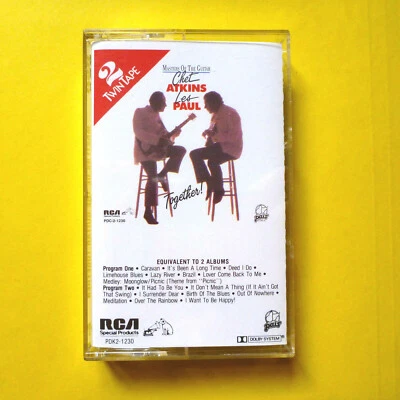 2
TWIN TAPE
MASTERS OF THE GUITAR
Chet
ATKINS
Les
PAUL
Together!
RCA
PDC-2-1230
EQUIVALENT TO 2 ALBUMS
Program One • Caravan • It's Been A Long Time • Deed I Do •
Limehouse Blues • Lazy River • Brazil • Lover Come Back To Me •
Medley: Moonglow/Picnic (Theme from "Picnic")
Program Two • It Had To Be You • It Don't Mean A Thing (If it Ain't Got
That Swing) • I Surrender Dear • Birth Of The Blues • Out Of Nowhere •
Meditation • Over The Rainbow • I Want To Be Happy!
RCA
Special Products
PDK2-1230
DOLBY SYSTEM